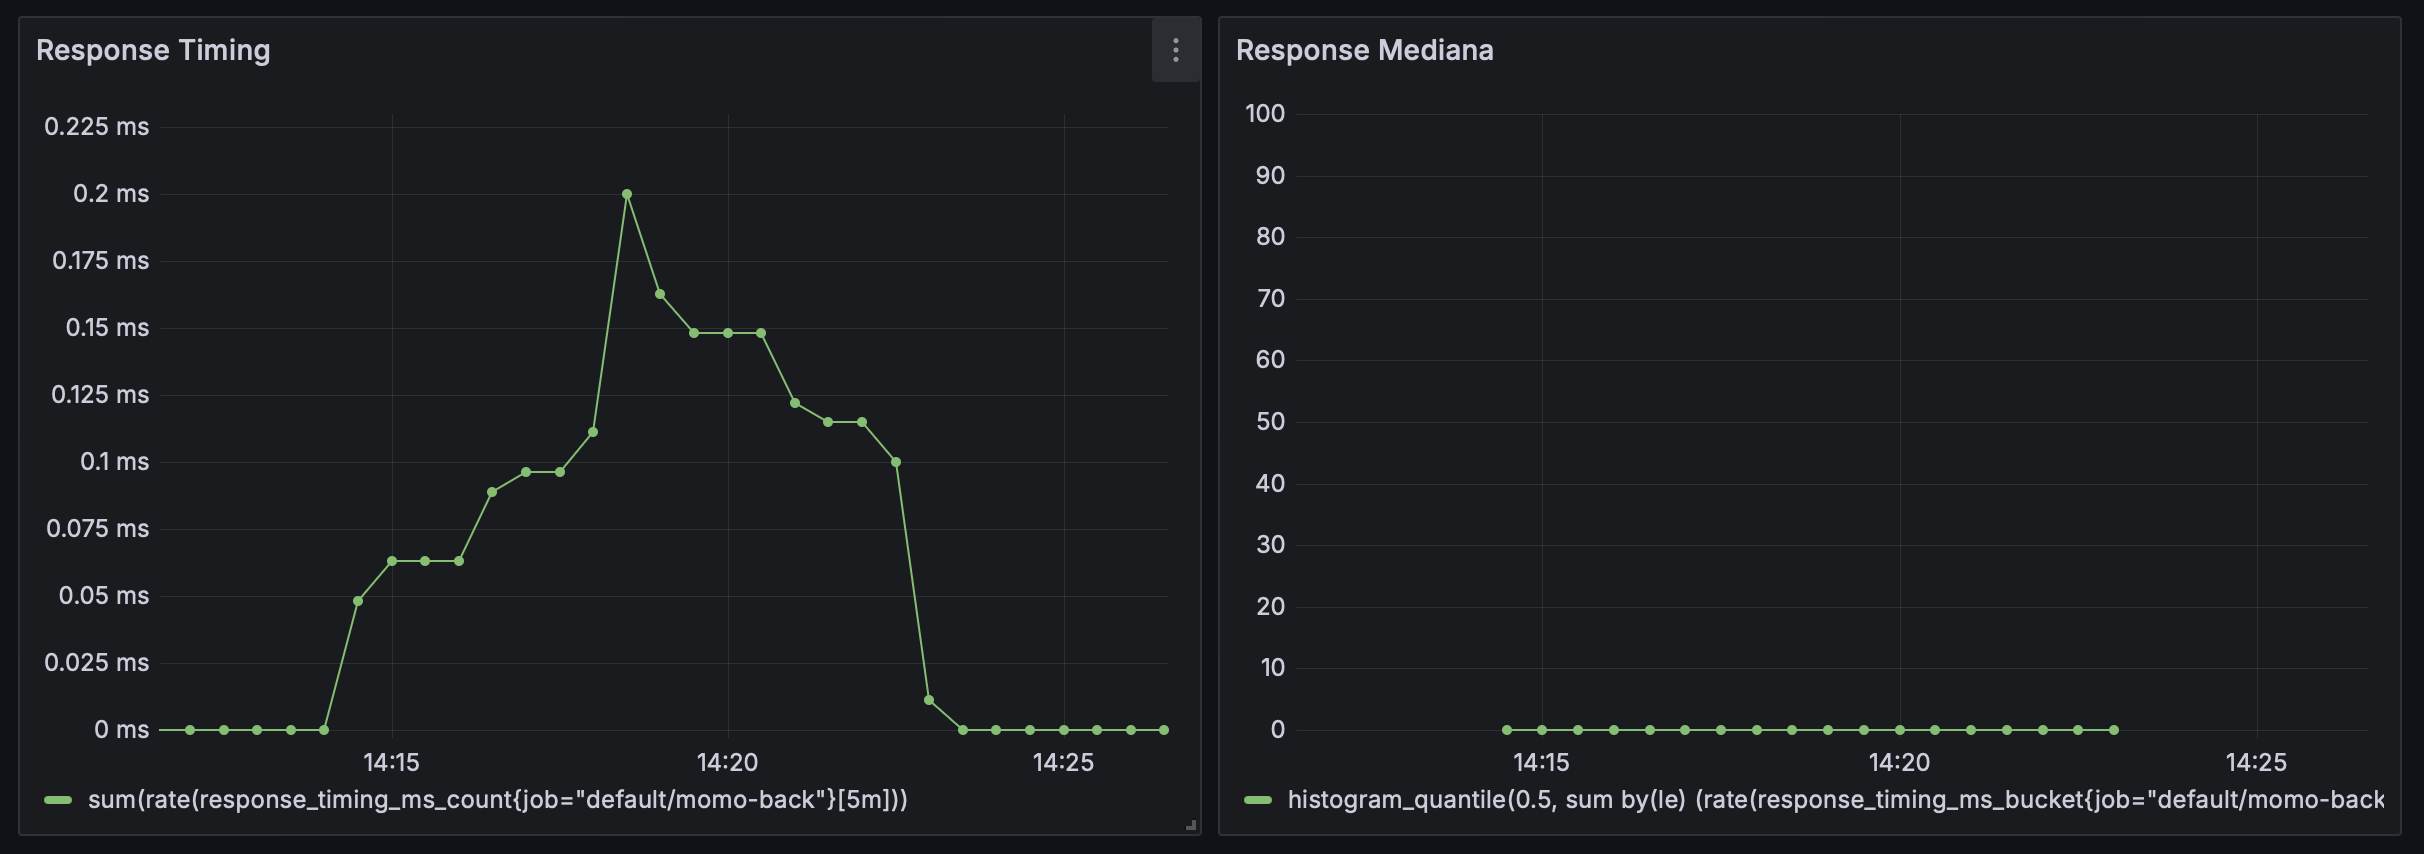 Response Timing
0.225 ms
0.2 ms
0.175 ms
0.15 ms
0.125 ms
0.1 ms
0.075 ms
0.05 ms
0.025 ms
0 ms
14:15 14:20 14:25
sum(rate(response_timing_ms_count{job="default/momo-back"}[5m]))
Response Mediana
100
90
80
70
60
50
40
30
20
10
0
14:15 14:20 14:25
histogram_quantile(0.5, sum by(le) (rate(response_timing_ms_bucket{job="default/momo-back